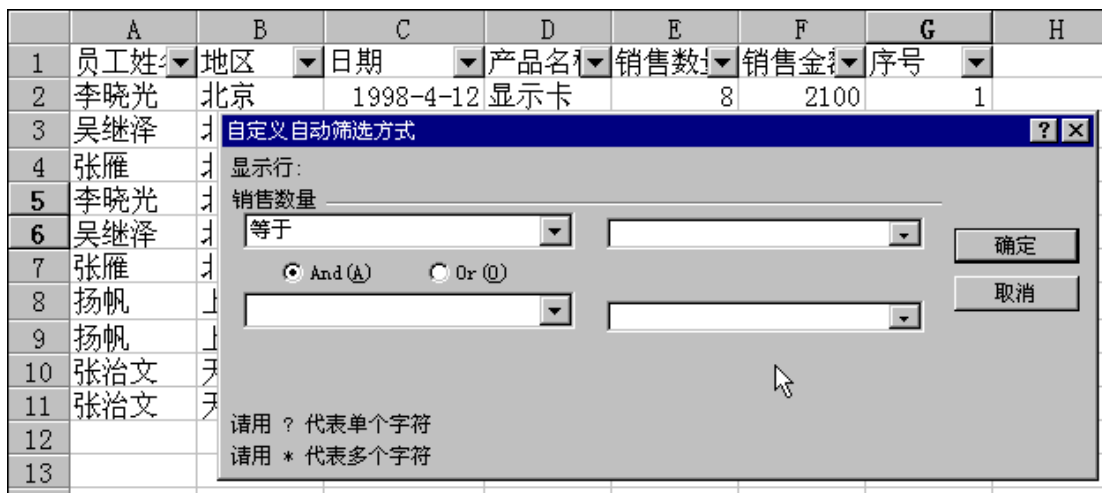 A B C D E F G H
1 员工姓 地区 日期 产品名 销售数 销售金 序号
2 李晓光 北京 1998-4-12 显示卡 8 2100 1
3 吴继泽
自定义自动筛选方式
4 张雁
显示行:
5 李晓光
销售数量
6 吴继泽
等于
确定
7 张雁
And(A) Or(O)
取消
8 扬帆
9 扬帆
10 张治文
11 张治文
请用 ? 代表单个字符
12
请用 * 代表多个字符
13